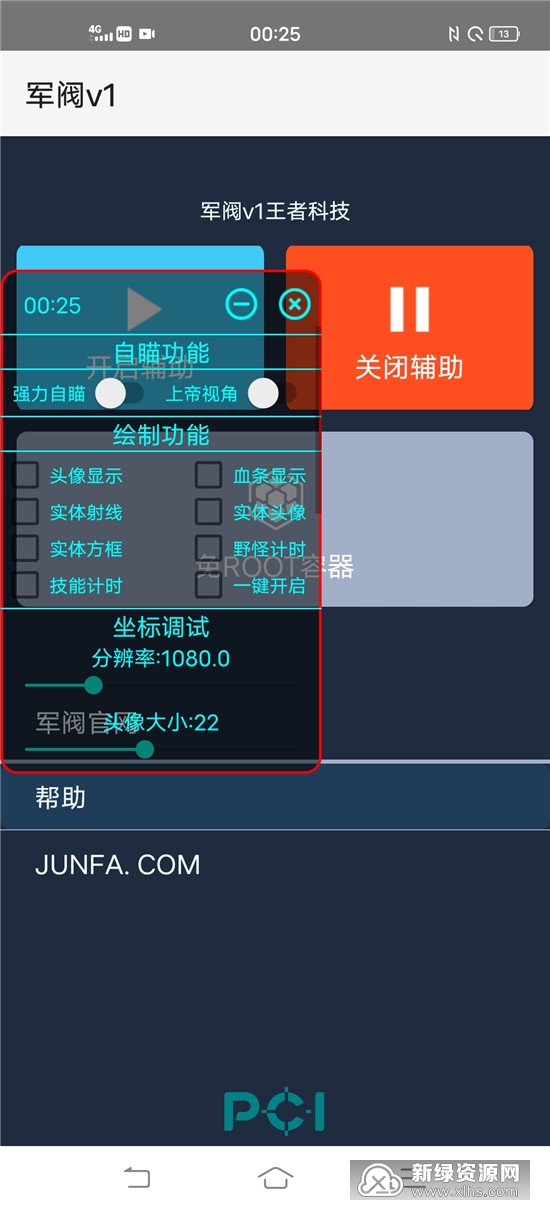 4G HD 00:25 13
军阀v1
军阀v1王者科技
00:25
开启辅助
关闭辅助
自瞄功能
强力自瞄 上帝视角
绘制功能
头像显示 血条显示
实体射线 实体头像
实体方框 野怪计时
免ROOT容器
技能计时 一键开启
坐标调试
分辨率:1080.0
军阀官网
头像大小:22
帮助
JUNFA. COM
PCI
新绿资源网
www.xlhs.com